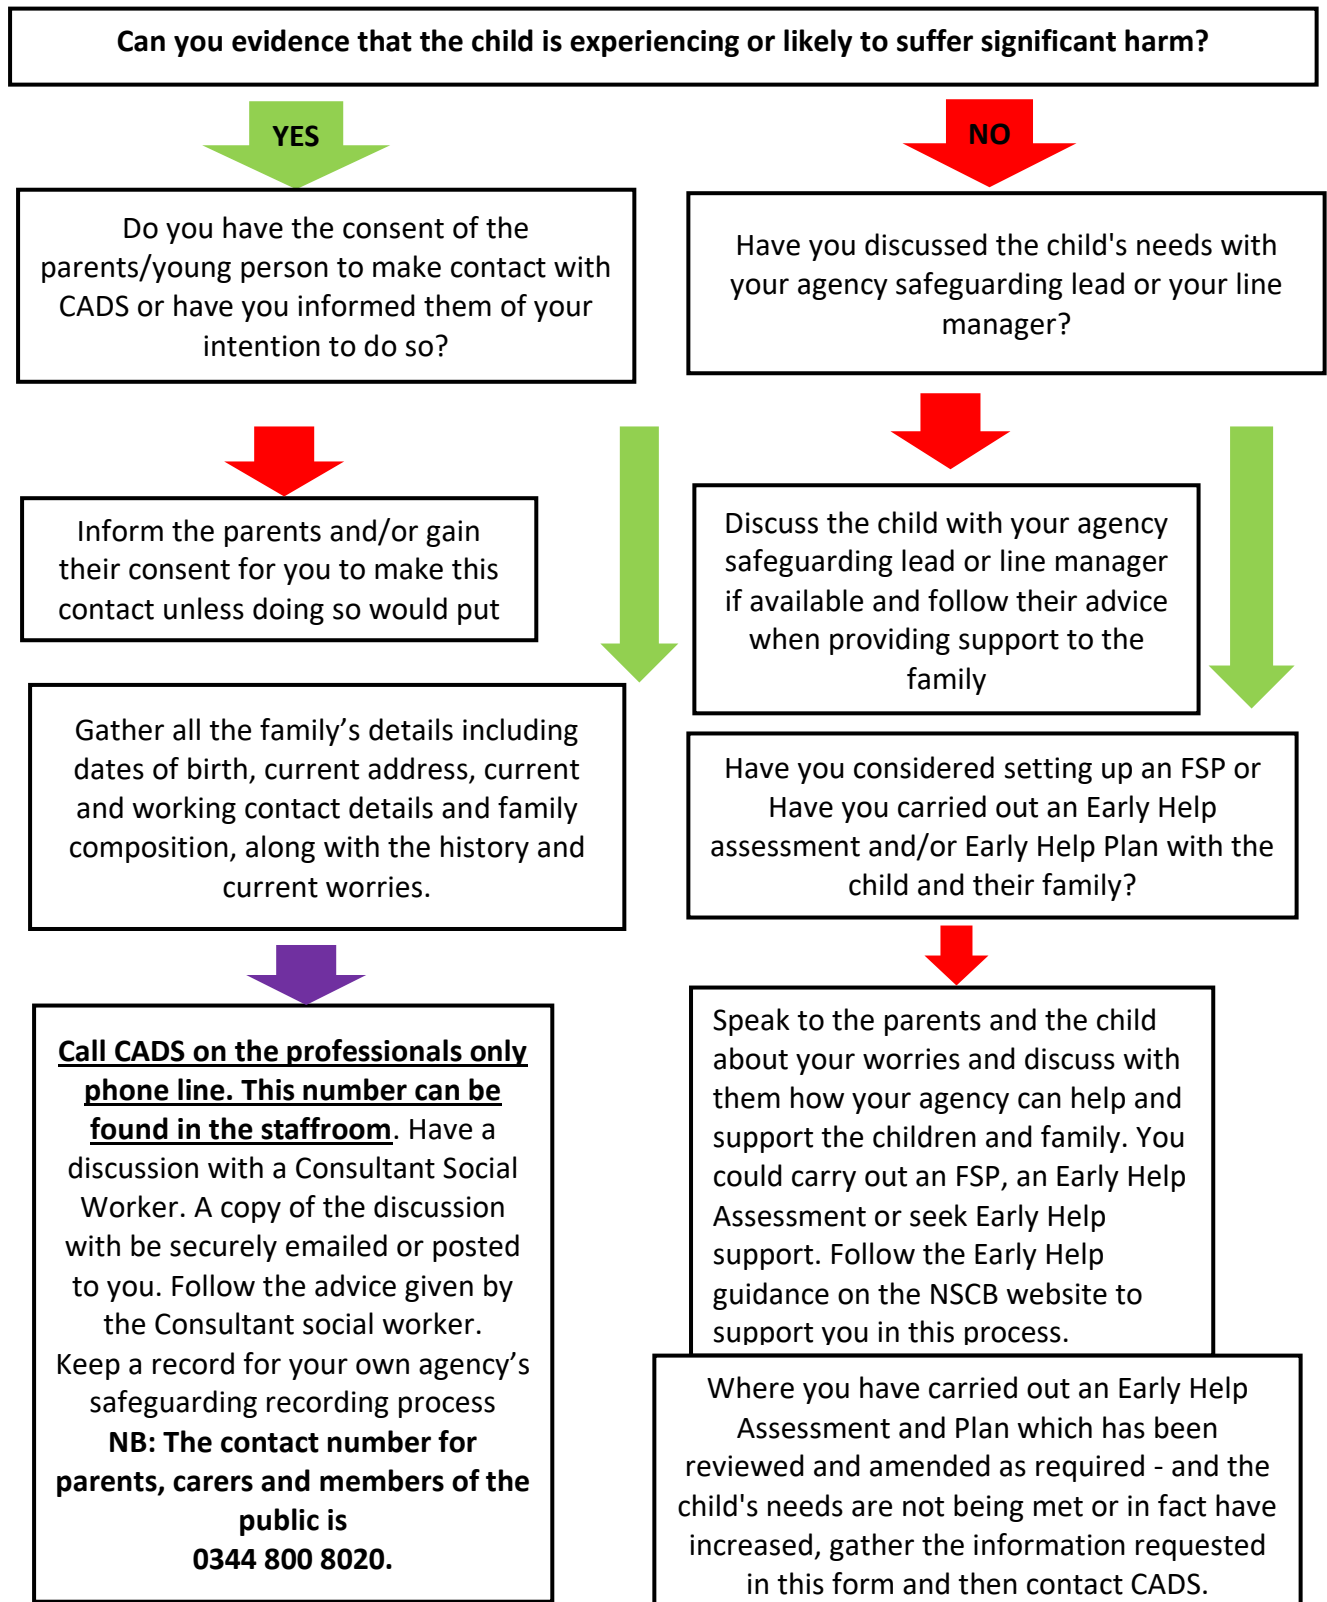 Can you evidence that the child is experiencing or likely to suffer significant harm?
YES
NO
Do you have the consent of the
parents/young person to make contact with
CADS or have you informed them of your
intention to do so?
Have you discussed the child's needs with
your agency safeguarding lead or your line
manager?
Inform the parents and/or gain
their consent for you to make this
contact unless doing so would put
Discuss the child with your agency
safeguarding lead or line manager
if available and follow their advice
when providing support to the
family
Gather all the family’s details including
dates of birth, current address, current
and working contact details and family
composition, along with the history and
current worries.
Have you considered setting up an FSP or
Have you carried out an Early Help
assessment and/or Early Help Plan with the
child and their family?
Call CADS on the professionals only
phone line. This number can be
found in the staffroom. Have a
discussion with a Consultant Social
Worker. A copy of the discussion
with be securely emailed or posted
to you. Follow the advice given by
the Consultant social worker.
Keep a record for your own agency’s
safeguarding recording process
NB: The contact number for
parents, carers and members of the
public is
0344 800 8020.
Speak to the parents and the child
about your worries and discuss with
them how your agency can help and
support the children and family. You
could carry out an FSP, an Early Help
Assessment or seek Early Help
support. Follow the Early Help
guidance on the NSCB website to
support you in this process.
Where you have carried out an Early Help
Assessment and Plan which has been
reviewed and amended as required - and the
child's needs are not being met or in fact have
increased, gather the information requested
in this form and then contact CADS.